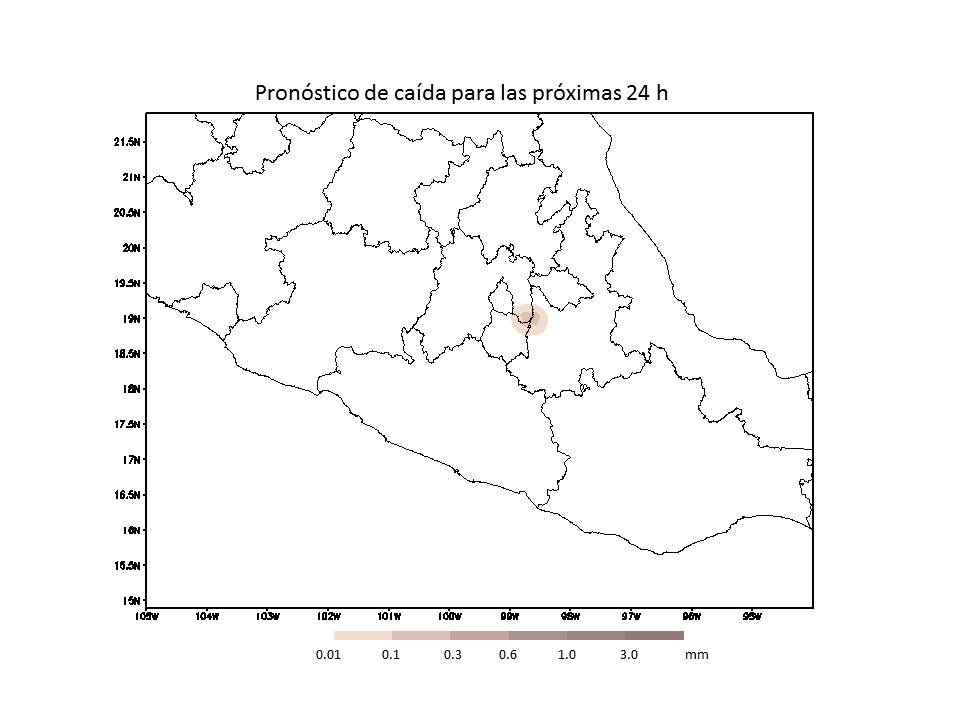 Pronóstico de caída para las próximas 24 h
21.5N
21N
20.5N
20N
19.5N
19N
18.5N
18N
17.5N
17N
16.5N
16N
15.5N
15N
105W 104W 103W 102W 101W 100W 99W 98W 97W 96W 95W
0.01 0.1 0.3 0.6 1.0 3.0 mm